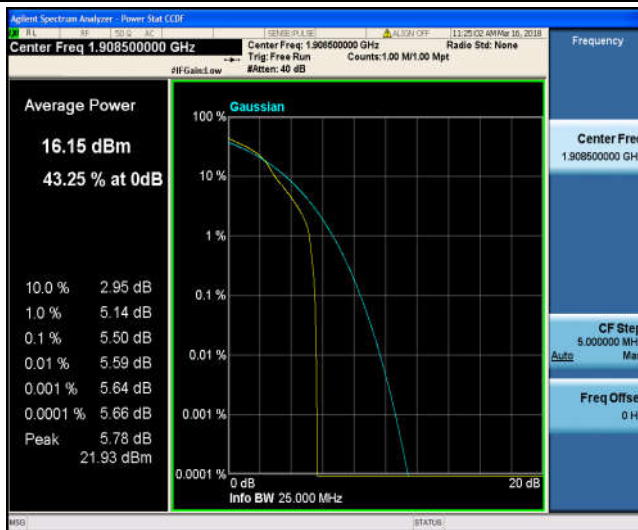 Agilent Spectrum Analyzer - Power Stat CCDF
RL RF 50 Ω AC SENSE:PULSE ALIGN OFF 11:25:02 AM Mar 16, 2018
Center Freq 1.908500000 GHz
Center Freq: 1.908500000 GHz Radio Std: None
Trig: Free Run Counts:1.00 M/1.00 Mpt
#IFGain:Low #Atten: 40 dB
Frequency
Average Power
16.15 dBm
43.25 % at 0dB
10.0 % 2.95 dB
1.0 % 5.14 dB
0.1 % 5.50 dB
0.01 % 5.59 dB
0.001 % 5.64 dB
0.0001 % 5.66 dB
Peak 5.78 dB
21.93 dBm
Gaussian
100 %
10 %
1 %
0.1 %
0.01 %
0.001 %
0.0001 %
0 dB 20 dB
Info BW 25.000 MHz
Center Fre
1.908500000 GH
CF Ste
5.000000 MH
Auto Ma
Freq Offse
0 H
MSG STATUS